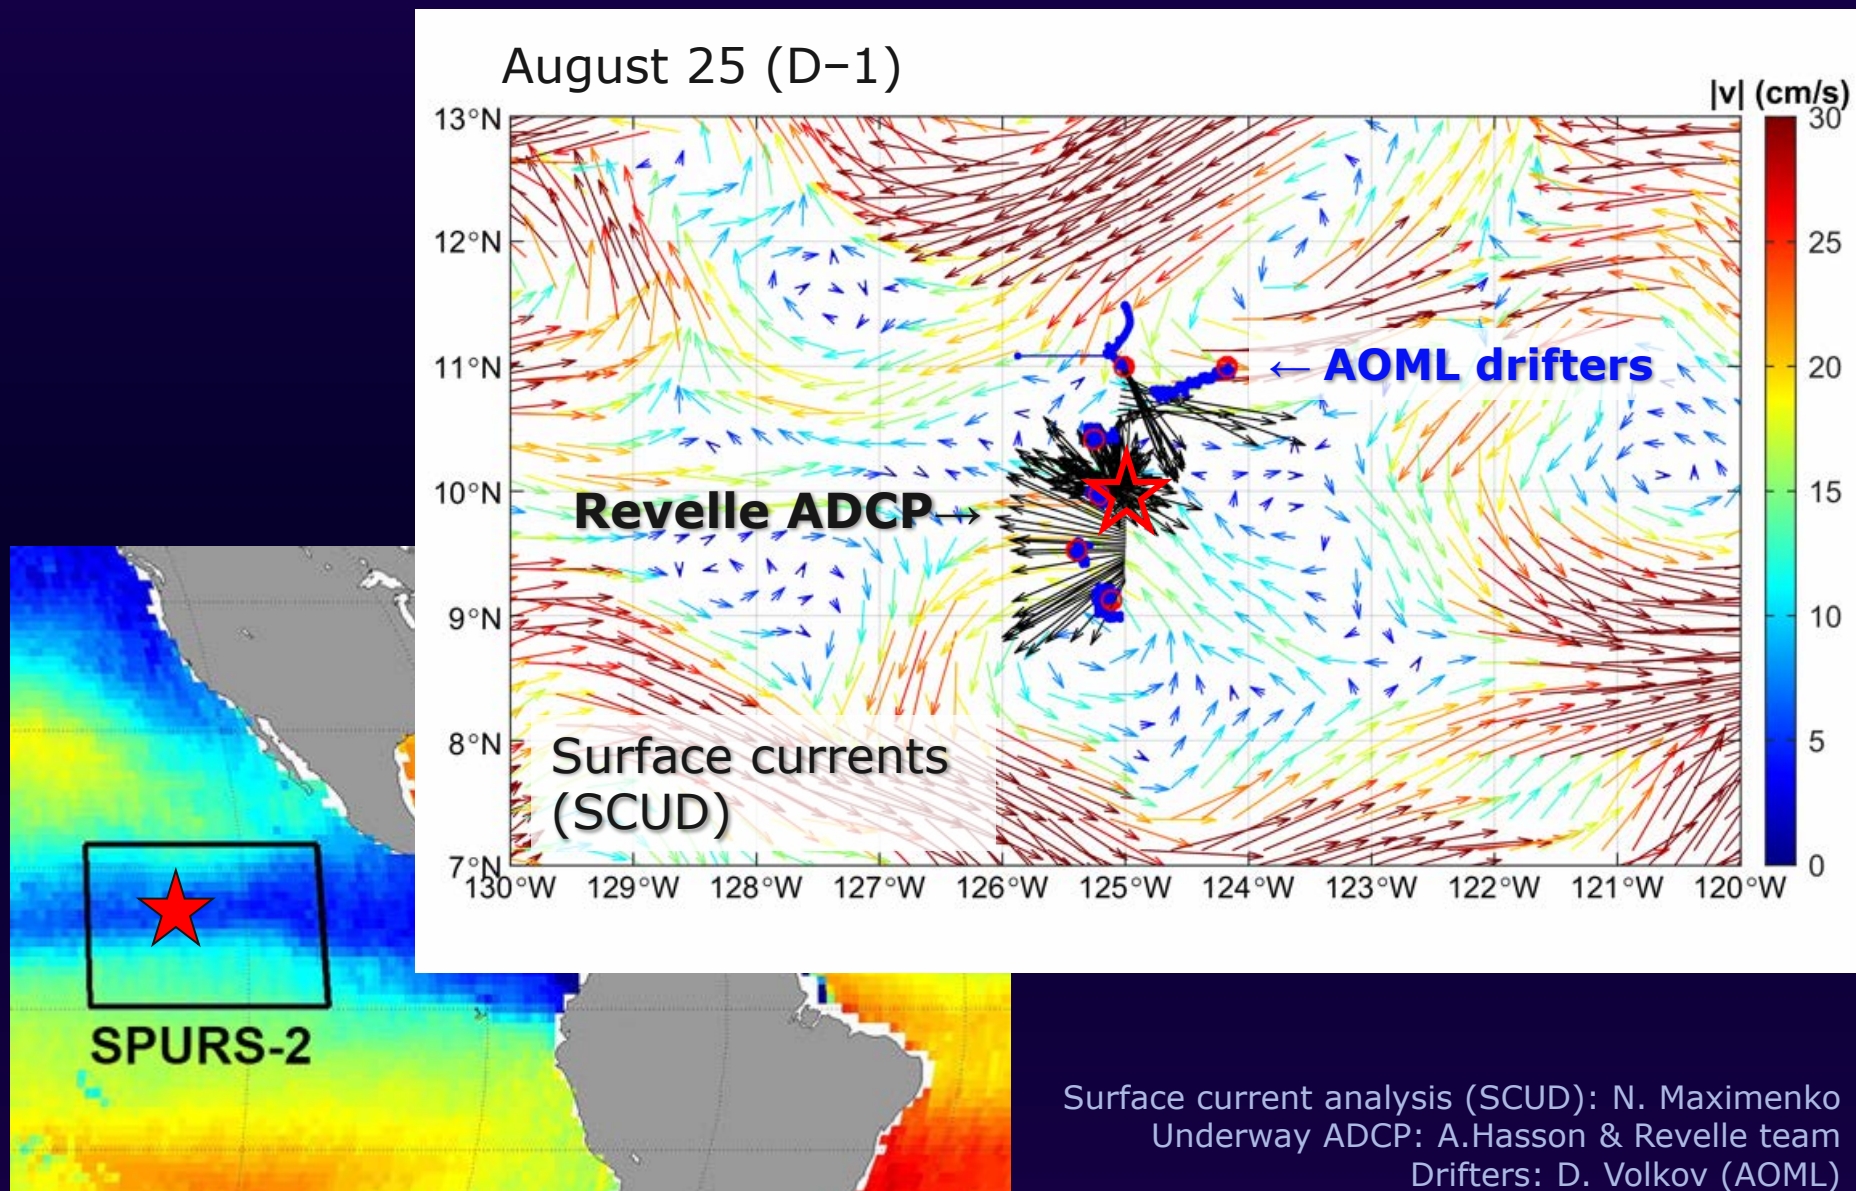 August 25 (D–1)
|v| (cm/s)
13°N
12°N
11°N
10°N
9°N
8°N
7°N
30
25
20
15
10
5
0
← AOML drifters
Revelle ADCP→
Surface currents
(SCUD)
130°W 129°W 128°W 127°W 126°W 125°W 124°W 123°W 122°W 121°W 120°W
SPURS-2
Surface current analysis (SCUD): N. Maximenko
Underway ADCP: A.Hasson & Revelle team
Drifters: D. Volkov (AOML)